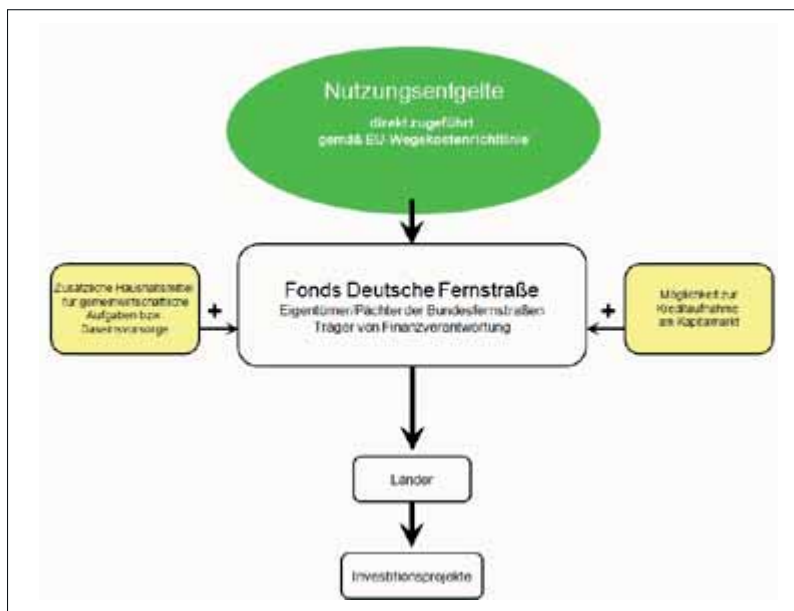 Nutzungsentgelte
direkt zugeführt
gemäß EU-Wegekostenrichtlinie
Zusätzliche Haushaltsmittel
für gemeinwirtschaftliche
Aufgaben bzw.
Daseinsvorsorge
+
Fonds Deutsche Fernstraße
Eigentümer/Pächter der Bundesfernstraßen
Träger von Finanzverantwortung
+
Möglichkeit zur
Kreditaufnahme
am Kapitalmarkt
Länder
Investitionsprojekte